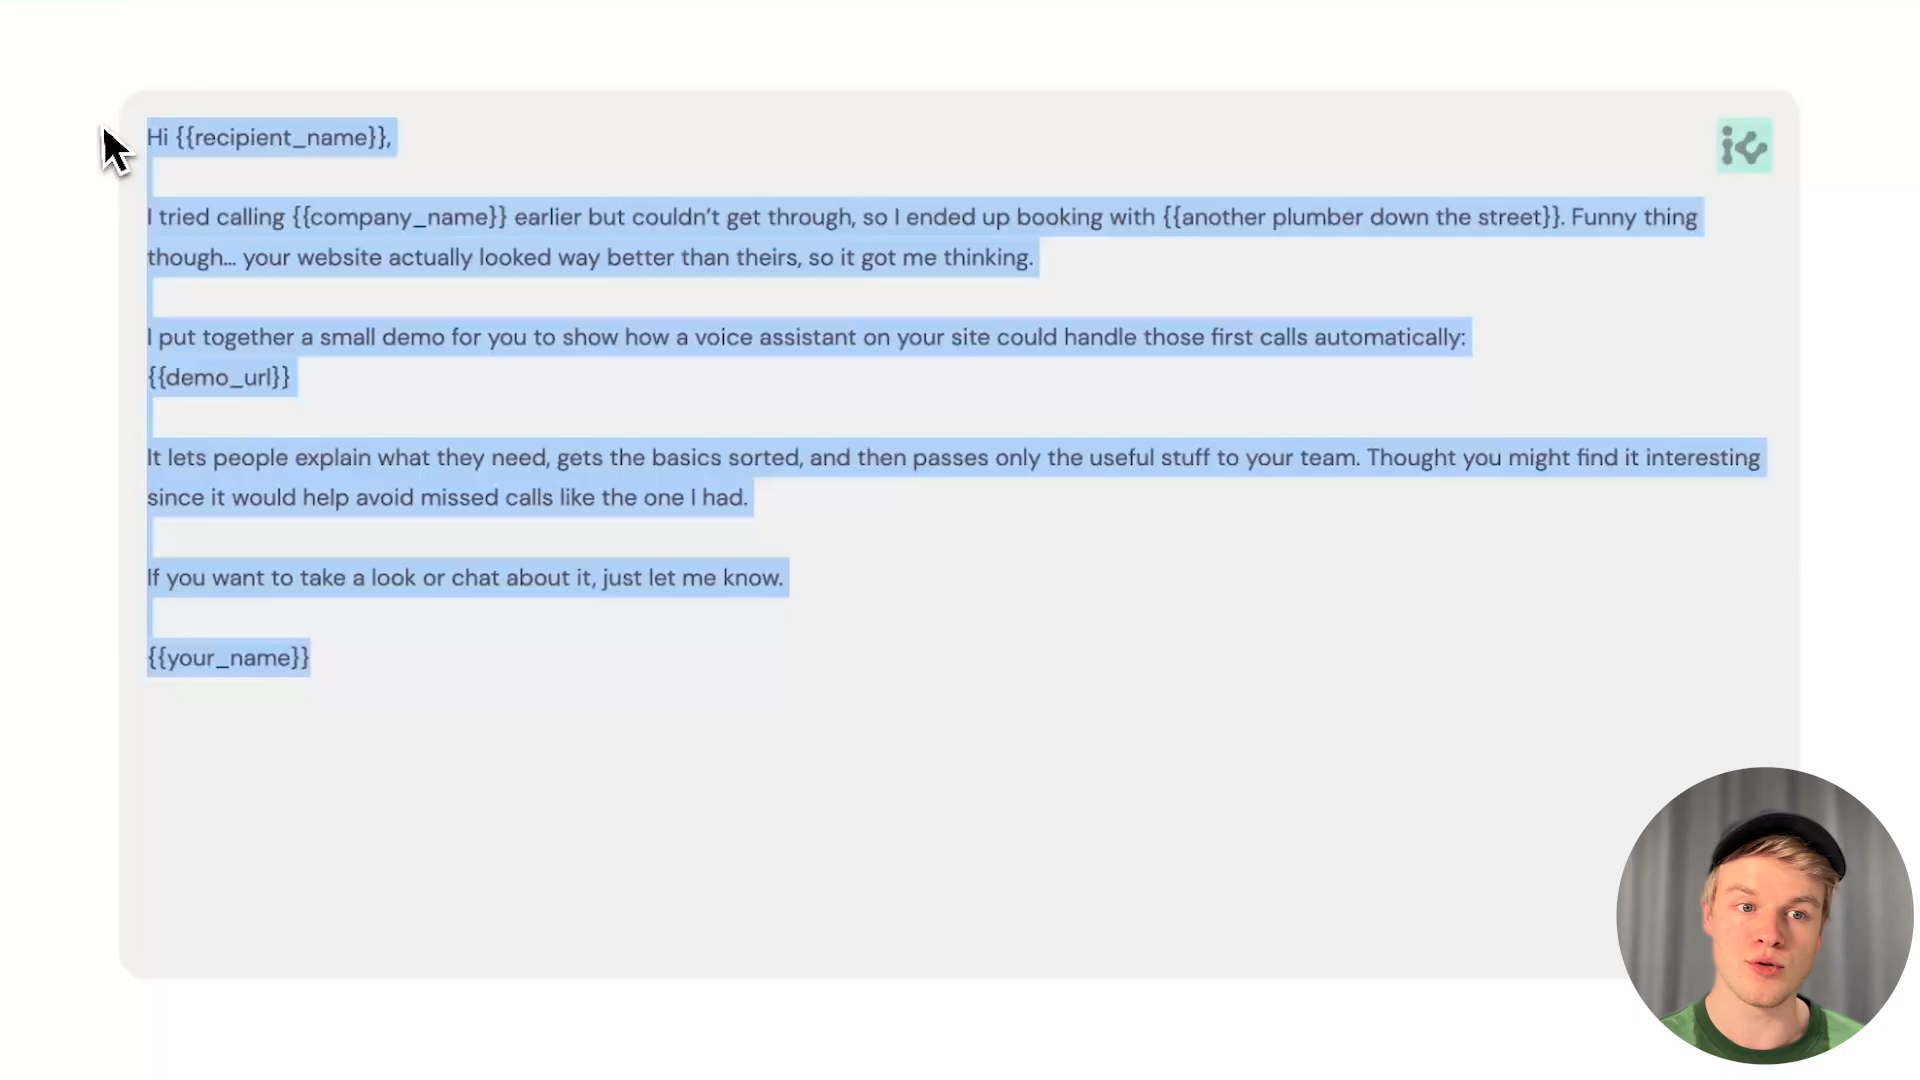 Hi {{recipient_name}},
I tried calling {{company_name}} earlier but couldn’t get through, so I ended up booking with {{another plumber down the street}}. Funny thing
though… your website actually looked way better than theirs, so it got me thinking.
I put together a small demo for you to show how a voice assistant on your site could handle those first calls automatically:
{{demo_url}}
It lets people explain what they need, gets the basics sorted, and then passes only the useful stuff to your team. Thought you might find it interesting
since it would help avoid missed calls like the one I had.
If you want to take a look or chat about it, just let me know.
{{your_name}}